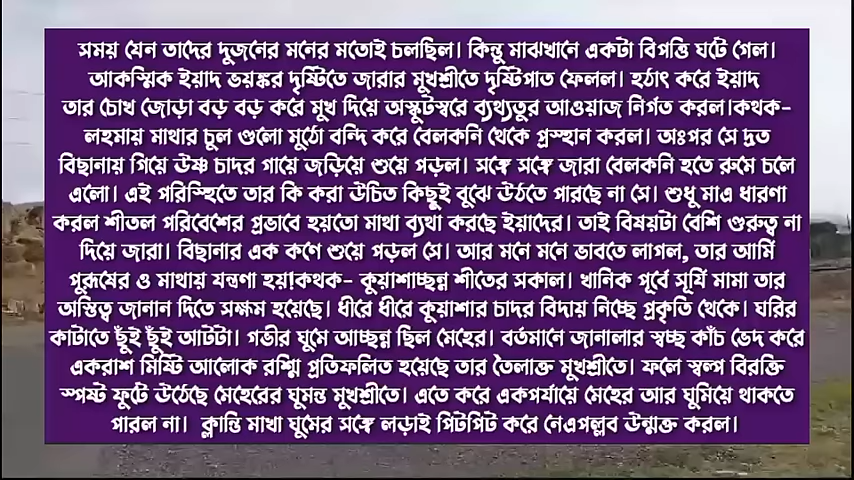 সময় যেন তাদের দুজনের মনের মতোই চলছিল। কিন্তু মাঝখানে একটা বিপত্তি ঘটে গেল।
আকস্মিক ইয়াদ ভয়ঙ্কর দৃষ্টিতে জারার মুখশ্রীতে দৃষ্টিপাত ফেলল। হঠাৎ করে ইয়াদ
তার চোখ জোড়া বড় বড় করে মুখ দিয়ে অস্ফুটস্বরে ব্যথ্যতুর আওয়াজ নির্গত করল।কথক-
লহমায় মাথার চুল গুলো মুঠো বন্দি করে বেলকনি থেকে প্রস্হান করল। অঃপর সে দ্রত
বিছানায় গিয়ে ঊষ্ণ চাদর গায়ে জড়িয়ে শুয়ে পড়ল। সঙ্গে সঙ্গে জারা বেলকনি হতে রুমে চলে
এলো। এই পরিস্হিতে তার কি করা উচিত কিছুই বুঝে উঠতে পারছে না সে। শুধু মাএ ধারনা
করল শীতল পরিবেশের প্রভাবে হয়তো মাথা ব্যথা করছে ইয়াদের। তাই বিষয়টা বেশি গুরুত্ব না
দিয়ে জারা। বিছানার এক কণে শুয়ে পড়ল সে। আর মনে মনে ভাবতে লাগল, তার আর্মি
পুরূষের ও মাথায় যন্ত্রণা হয়!কথক- কুয়াশাচ্ছন্ন শীতের সকাল। খানিক পূর্বে সূর্যি মামা তার
অস্তিত্ব জানান দিতে সক্ষম হয়েছে। ধীরে ধীরে কুয়াশার চাদর বিদায় নিচ্ছে প্রকৃতি থেকে। ঘরির
কাটাতে ছুঁই ছুঁই আটটা। গভীর ঘুমে আচ্ছন্ন ছিল মেহের। বর্তমানে জানালার স্বচ্ছ কাঁচ ভেদ করে
একরাশ মিষ্টি আলোক রশ্মি প্রতিফলিত হয়েছে তার তৈলাক্ত মুখশ্রীতে। ফলে স্বল্প বিরক্তি
স্পষ্ট ফুটে উঠেছে মেহেরের ঘুমন্ত মুখশ্রীতে। এতে করে একপর্যায়ে মেহের আর ঘুমিয়ে থাকতে
পারল না।  ক্লান্তি মাখা ঘুমের সঙ্গে লড়াই পিটপিট করে নেএপল্লব উন্মক্ত করল।